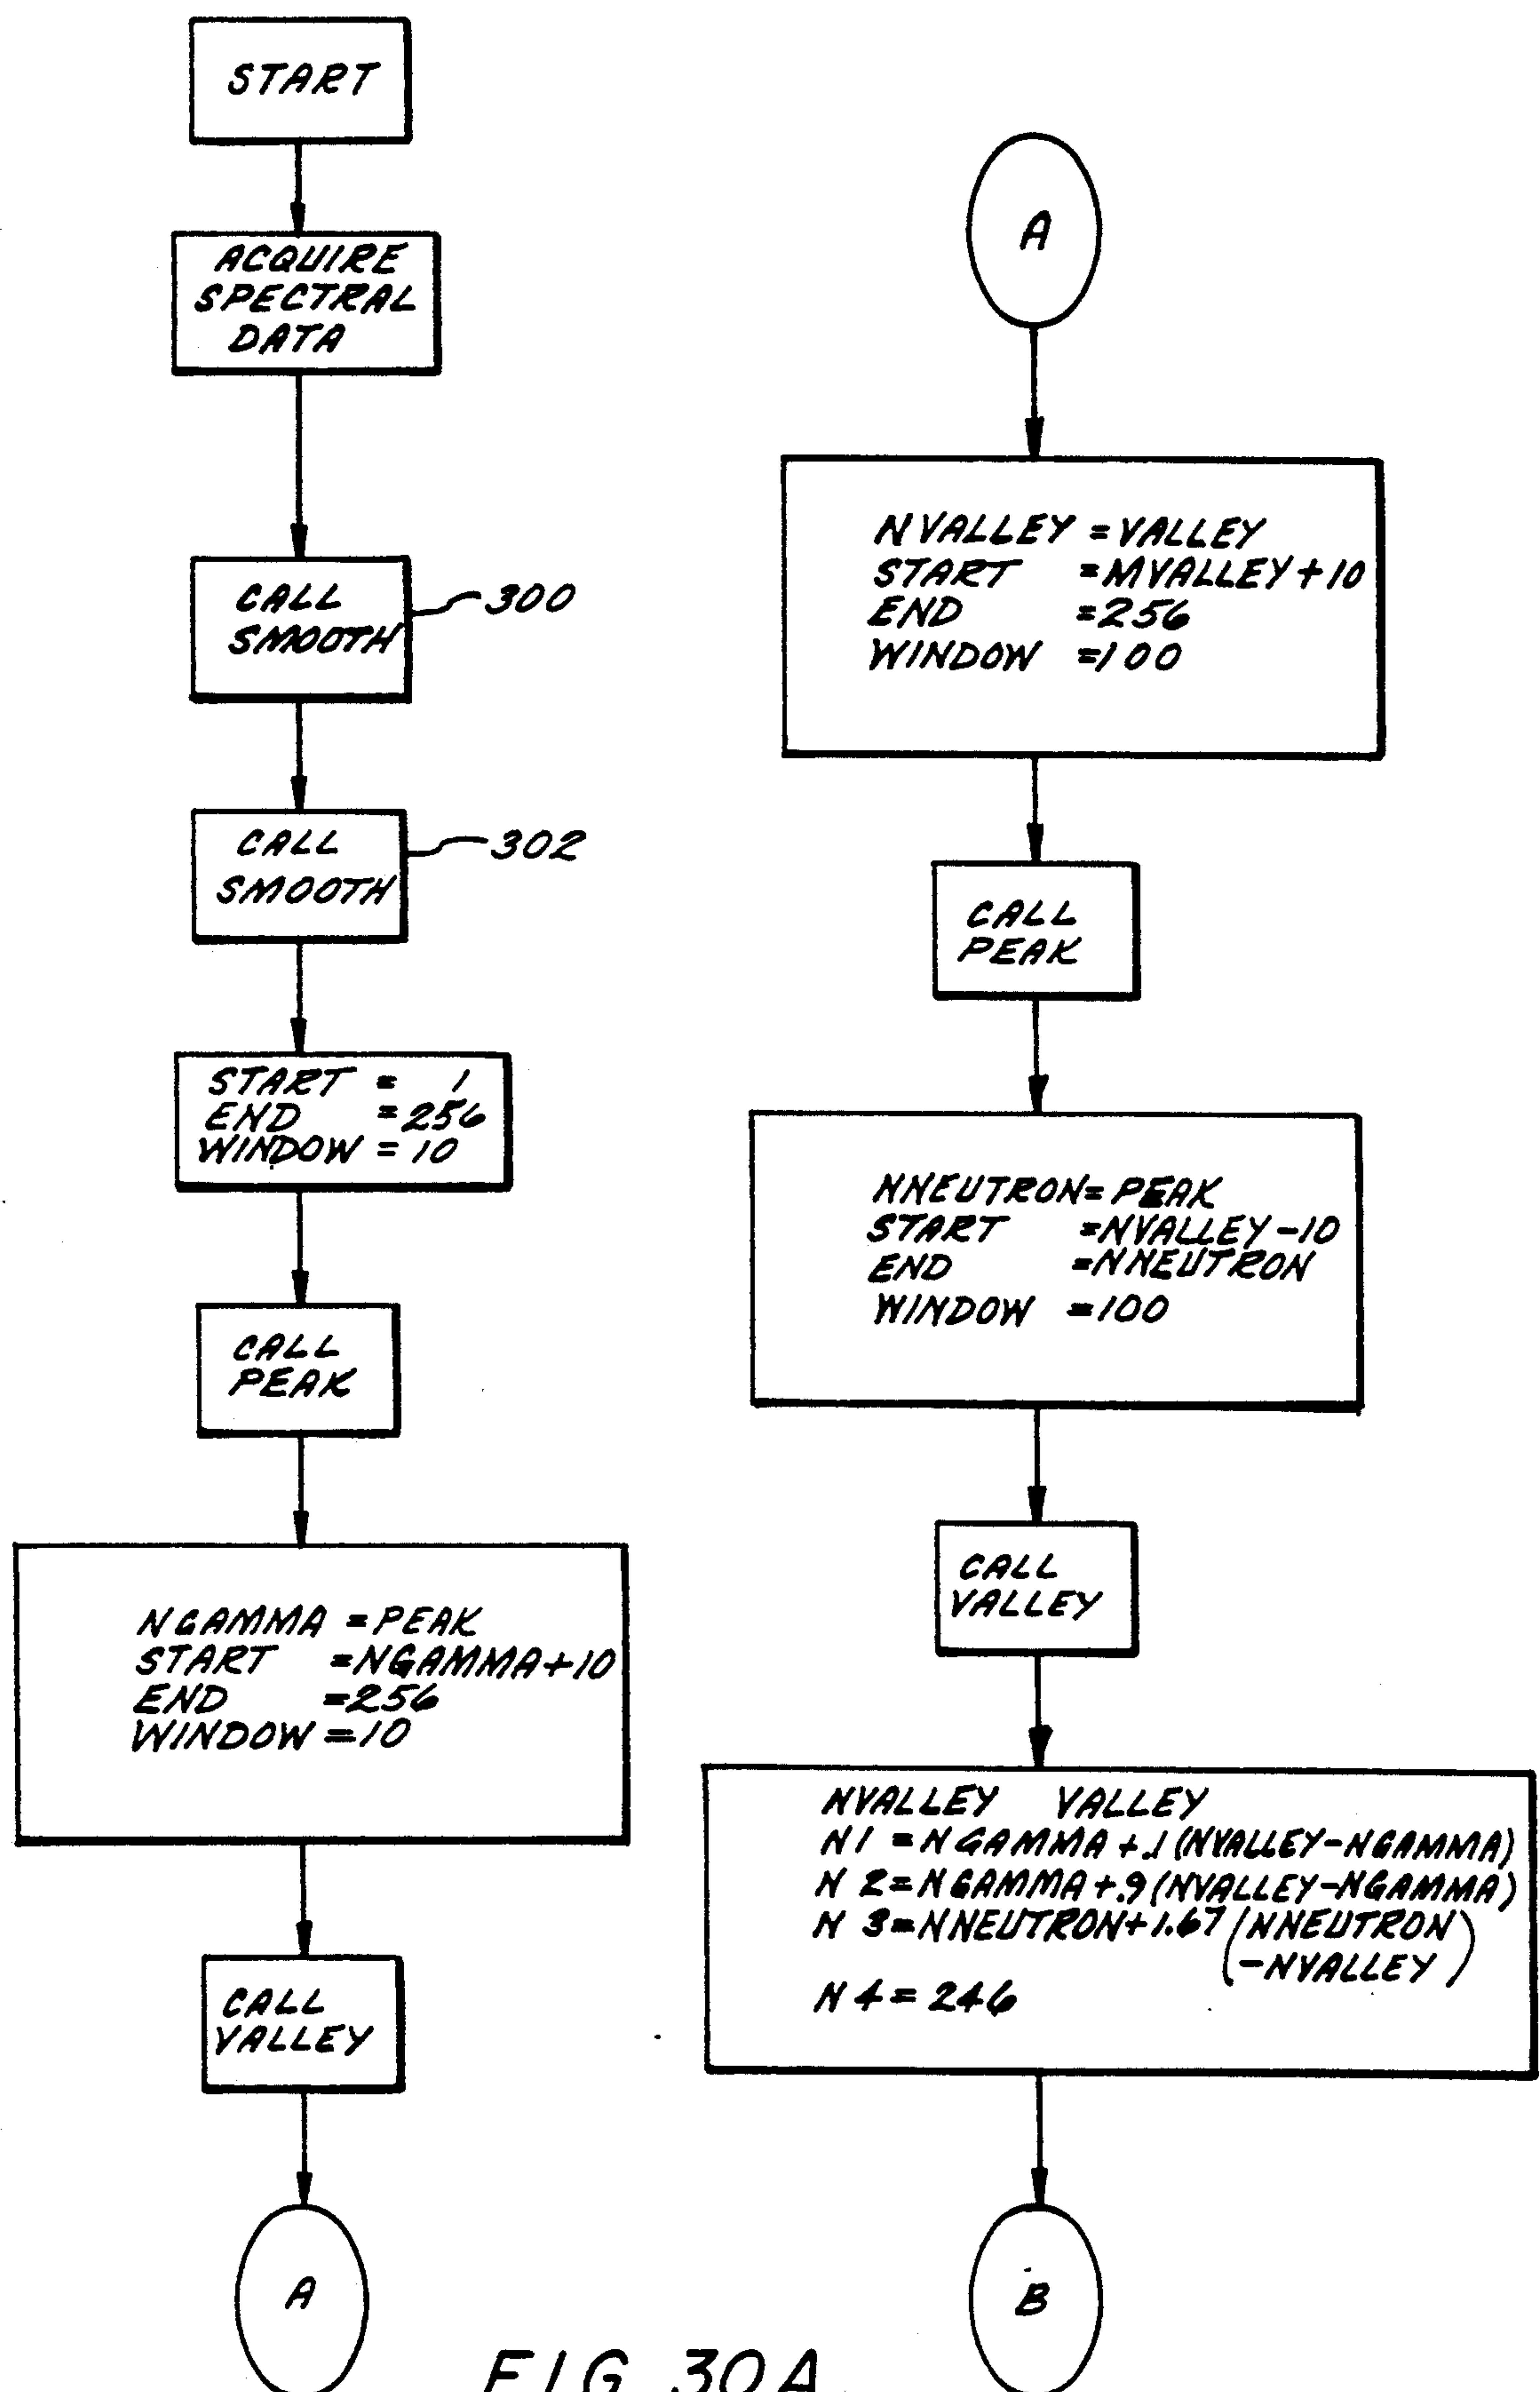 START
ACQUIRE
SPECTRAL
DATA
CALL
SMOOTH
300
CALL
SMOOTH
302
START = 1
END = 256
WINDOW = 10
CALL
PEAK
NGAMMA = PEAK
START = NGAMMA+10
END = 256
WINDOW = 10
CALL
VALLEY
A
A
NVALLEY = VALLEY
START = MVALLEY+10
END = 256
WINDOW = 100
CALL
PEAK
NNEUTRON = PEAK
START = NVALLEY-10
END = NNEUTRON
WINDOW = 100
CALL
VALLEY
NVALLEY VALLEY
N1 = NGAMMA + .1 (NVALLEY-NGAMMA)
N 2 = NGAMMA + .9 (NVALLEY-NGAMMA)
N 3 = NNEUTRON + 1.67 (NNEUTRON
-NVALLEY)
N 4 = 246
B
FIG. 30A